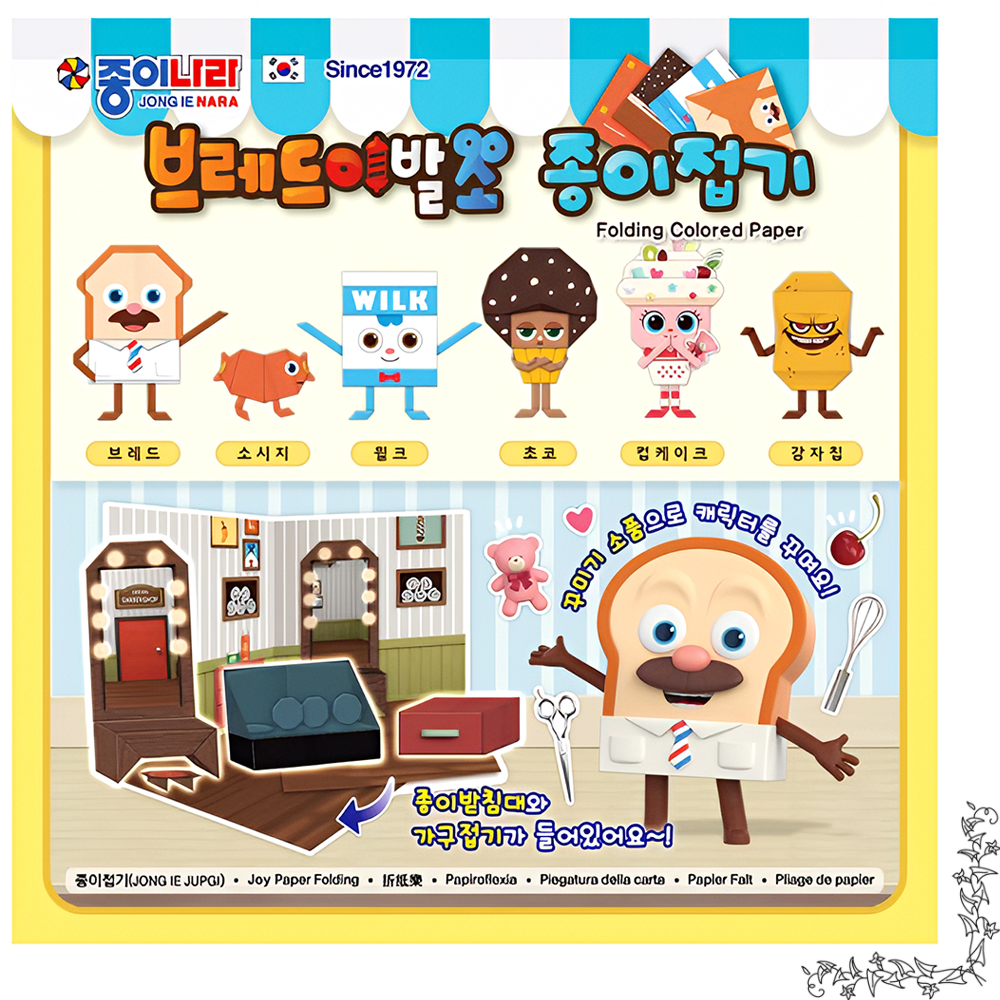 종이나라
JONG IE NARA
Since1972
브레드이발소 종이접기
Folding Colored Paper
WILK
브레드
소시지
윌크
초코
컵케이크
감자칩
꾸미기 소품으로 캐릭터를 꾸며요!
BARBERSHOP
종이받침대와
가구접기가 들어있어요~!
종이접기(JONG IE JUPGI) • Joy Paper Folding • 折紙樂 • Papiroflexia • Piegatura della carta • Papier Falt • Pliage de papier